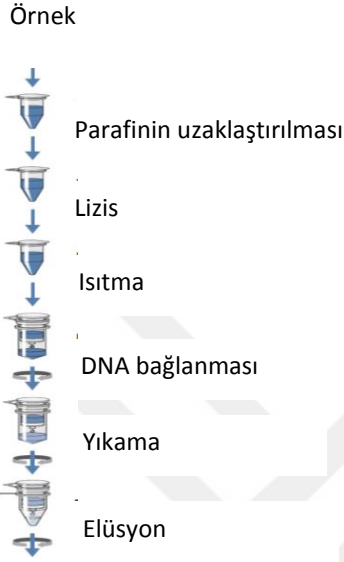 Örnek
Parafinin uzaklaştırılması
Lizis
Isıtma
DNA bağlanması
Yıkama
Elüsyon